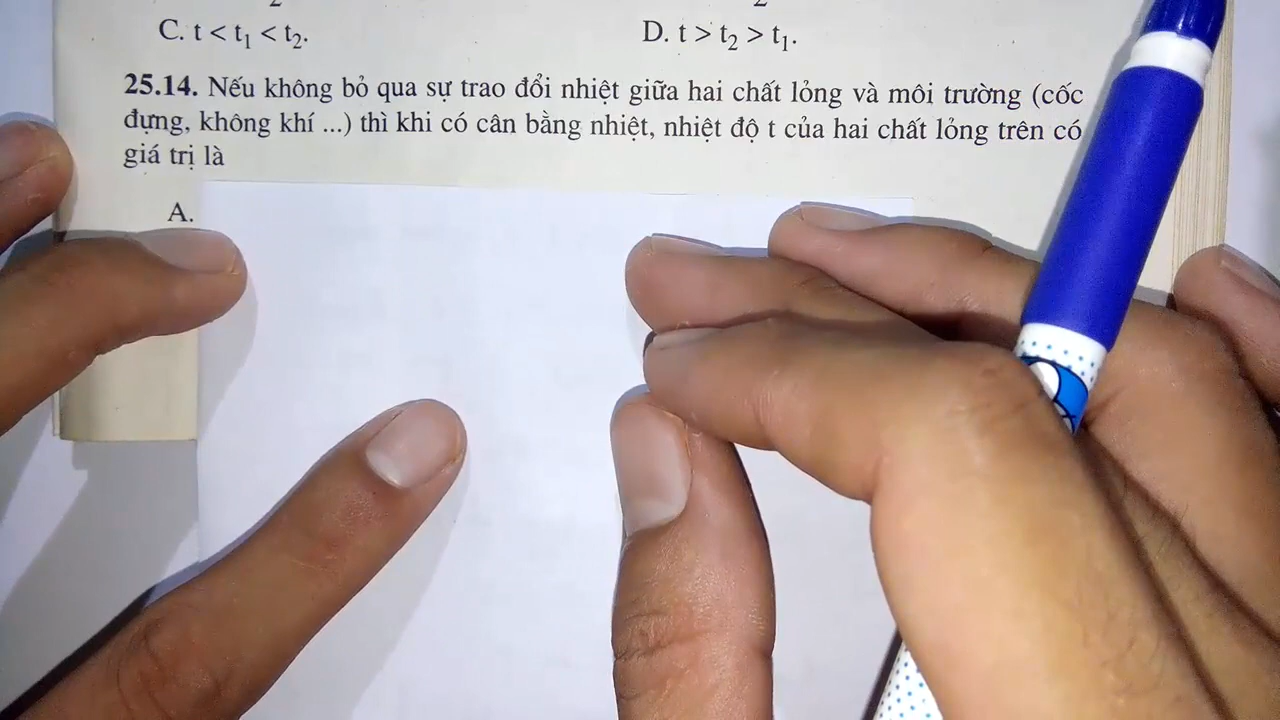 C. t < t₁ < t₂. D. t > t₂ > t₁.
25.14. Nếu không bỏ qua sự trao đổi nhiệt giữa hai chất lỏng và môi trường (cốc
đựng, không khí ...) thì khi có cân bằng nhiệt, nhiệt độ t của hai chất lỏng trên có
giá trị là
A.